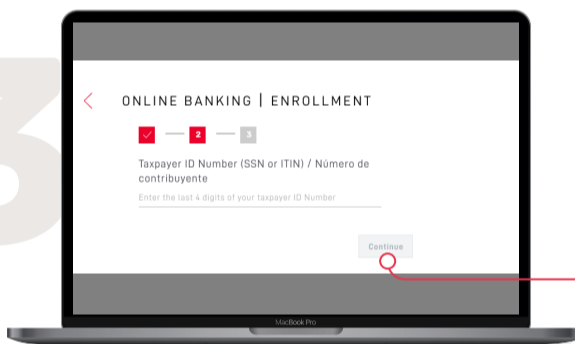 3
ONLINE BANKING | ENROLLMENT
2
3
Taxpayer ID Number (SSN or ITIN) / Número de
contribuyente
Enter the last 4 digits of your taxpayer ID Number
Continue
MacBook Pro